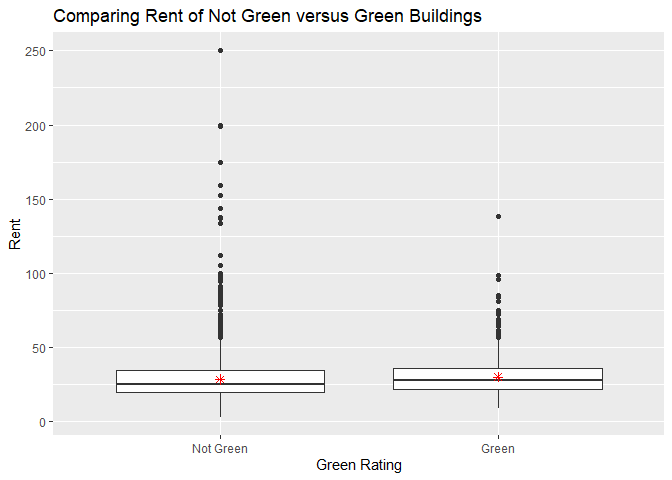 Comparing Rent of Not Green versus Green Buildings
250
200
150
100
50
0
Rent
Not Green
Green
Green Rating